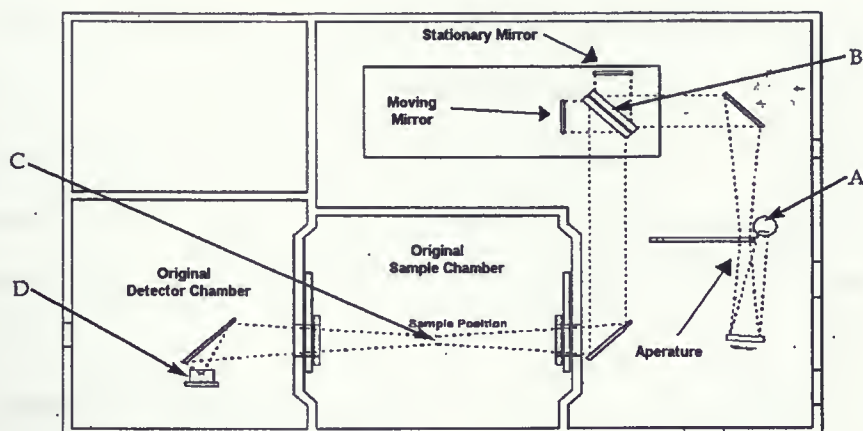 Stationary Mirror
B
Moving
Mirror
C
A
Original
Sample Chamber
Original
Detector Chamber
D
Sample Position
Aperature